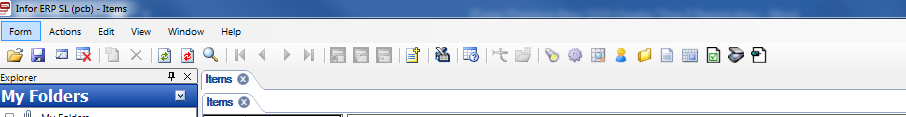 Infor ERP SL (pcb) - Items
Form Actions Edit View Window Help
Explorer
Items
My Folders
Items
My Folders